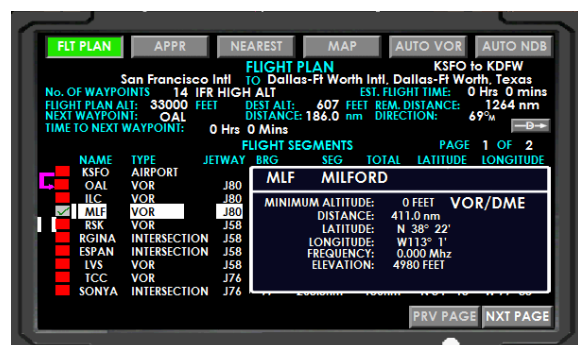 FLT PLAN APPR NEAREST MAP AUTO VOR AUTO NDB
FLIGHT PLAN KSFO to KDFW
San Francisco Intl TO Dallas-Ft Worth Intl, Dallas-Ft Worth, Texas
No. OF WAYPOINTS 14 IFR HIGH ALT EST. FLIGHT TIME: 0 Hrs 0 mins
FLIGHT PLAN ALT: 33000 FEET DEST ALT: 607 FEET REM. DISTANCE: 1264 nm
NEXT WAYPOINT: OAL DISTANCE: 186.0 nm DIRECTION: 69°M
TIME TO NEXT WAYPOINT: 0 Hrs 0 Mins D
FLIGHT SEGMENTS PAGE 1 OF 2
NAME TYPE JETWAY BRG SEG TOTAL LATITUDE LONGITUDE
KSFO AIRPORT
OAL VOR J80
ILC VOR J80
MLF VOR J80
RSK VOR J58
RGINA INTERSECTION J58
ESPAN INTERSECTION J58
LVS VOR J58
TCC VOR J76
SONYA INTERSECTION J76
MLF MILFORD
MINIMUM ALTITUDE: 0 FEET VOR/DME
DISTANCE: 411.0 nm
LATITUDE: N 38° 22'
LONGITUDE: W113° 1'
FREQUENCY: 0.000 Mhz
ELEVATION: 4980 FEET
PRV PAGE NXT PAGE